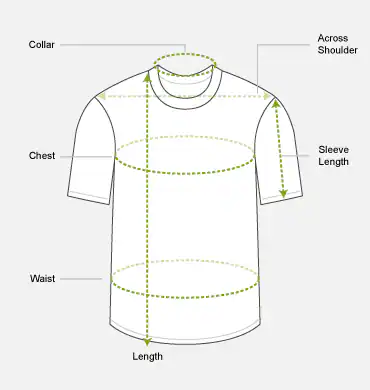 Collar
Across
Shoulder
Chest
Sleeve
Length
Waist
Length